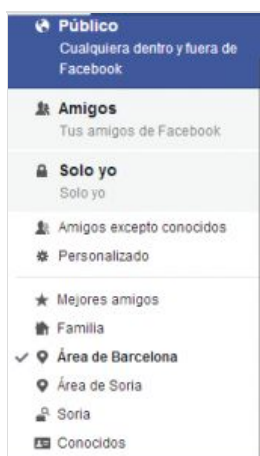 Público
Cualquiera dentro y fuera de
Facebook
Amigos
Tus amigos de Facebook
Solo yo
Solo yo
Amigos excepto conocidos
Personalizado
Mejores amigos
Familia
Área de Barcelona
Área de Soria
Soria
Conocidos